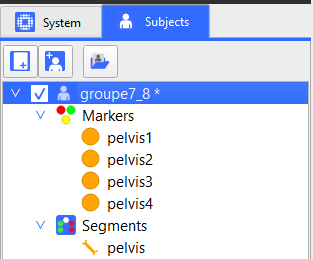 System
Subjects
groupe7_8 *
Markers
pelvis1
pelvis2
pelvis3
pelvis4
Segments
pelvis